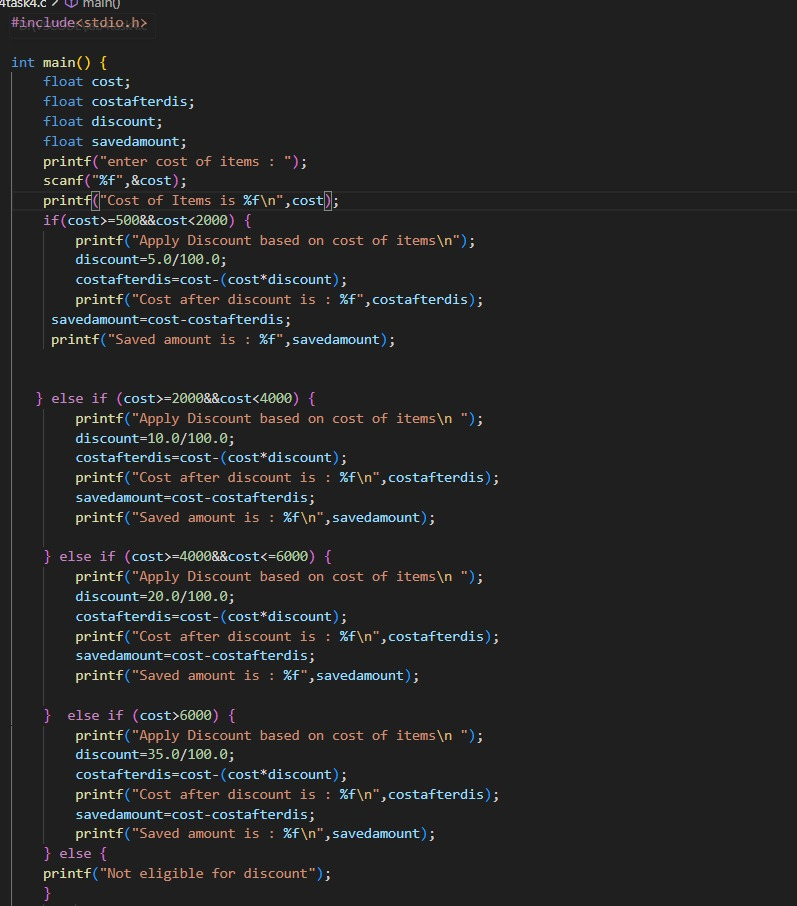 4task4.c > main()
#include<stdio.h>
int main() {
    float cost;
    float costafterdis;
    float discount;
    float savedamount;
    printf("enter cost of items : ");
    scanf("%f",&cost);
    printf("Cost of Items is %f\n",cost);
    if(cost>=500&&cost<2000) {
        printf("Apply Discount based on cost of items\n");
        discount=5.0/100.0;
        costafterdis=cost-(cost*discount);
        printf("Cost after discount is : %f",costafterdis);
     savedamount=cost-costafterdis;
     printf("Saved amount is : %f",savedamount);
   } else if (cost>=2000&&cost<4000) {
        printf("Apply Discount based on cost of items\n ");
        discount=10.0/100.0;
        costafterdis=cost-(cost*discount);
        printf("Cost after discount is : %f\n",costafterdis);
        savedamount=cost-costafterdis;
        printf("Saved amount is : %f\n",savedamount);
    } else if (cost>=4000&&cost<=6000) {
        printf("Apply Discount based on cost of items\n ");
        discount=20.0/100.0;
        costafterdis=cost-(cost*discount);
        printf("Cost after discount is : %f\n",costafterdis);
        savedamount=cost-costafterdis;
        printf("Saved amount is : %f",savedamount);
    }  else if (cost>6000) {
        printf("Apply Discount based on cost of items\n ");
        discount=35.0/100.0;
        costafterdis=cost-(cost*discount);
        printf("Cost after discount is : %f\n",costafterdis);
        savedamount=cost-costafterdis;
        printf("Saved amount is : %f\n",savedamount);
    } else {
    printf("Not eligible for discount");
    }